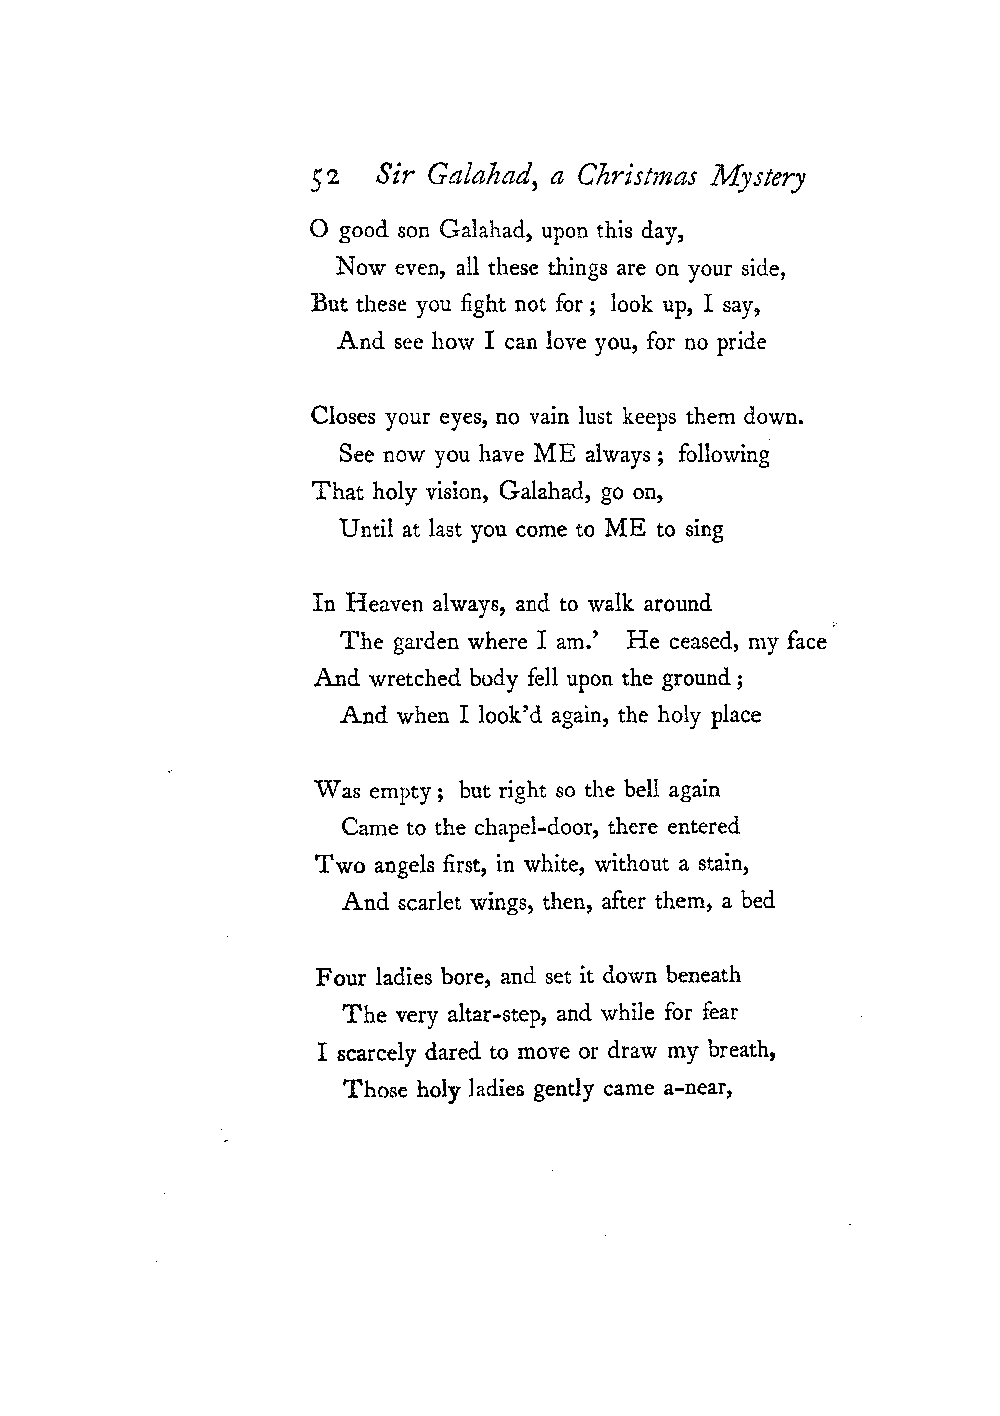 52 Sir Galahad, a Christmas Mystery
O good son Galahad, upon this day,
Now even, all these things are on your side,
But these you fight not for ; look up, I say,
And see how I can love you, for no pride
Closes your eyes, no vain lust keeps them down.
See now you have ME always ; following
That holy vision, Galahad, go on,
Until at last you come to ME to sing
In Heaven always, and to walk around
The garden where I am.’ He ceased, my face
And wretched body fell upon the ground ;
And when I look’d again, the holy place
Was empty ; but right so the bell again
Came to the chapel-door, there entered
Two angels first, in white, without a stain,
And scarlet wings, then, after them, a bed
Four ladies bore, and set it down beneath
The very altar-step, and while for fear
I scarcely dared to move or draw my breath,
Those holy ladies gently came a-near,